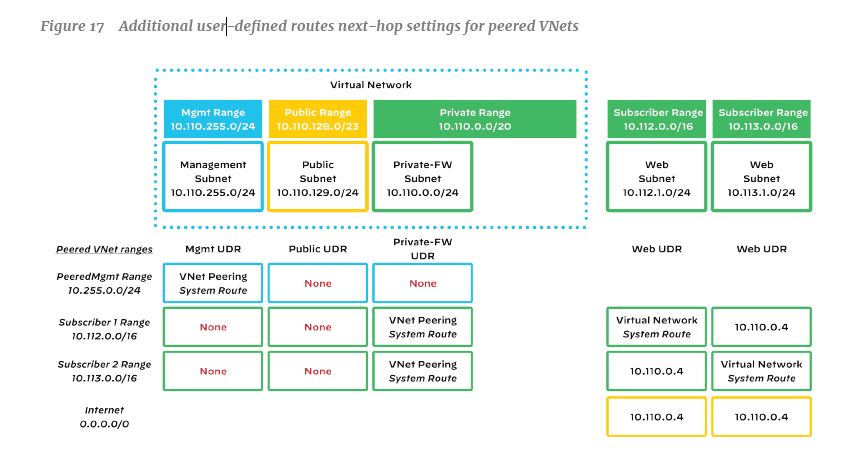 Figure 17 Additional user-defined routes next-hop settings for peered VNets
Virtual Network
Mgmt Range
10.110.255.0/24
Public Range
10.110.128.0/23
Private Range
10.110.0.0/20
Subscriber Range
10.112.0.0/16
Subscriber Range
10.113.0.0/16
Management
Subnet
10.110.255.0/24
Public
Subnet
10.110.129.0/24
Private-FW
Subnet
10.110.0.0/24
Web
Subnet
10.112.1.0/24
Web
Subnet
10.113.1.0/24
Peered VNet ranges
Mgmt UDR
Public UDR
Private-FW
UDR
Web UDR
Web UDR
PeeredMgmt Range
10.255.0.0/24
VNet Peering
System Route
None
None
Subscriber 1 Range
10.112.0.0/16
None
None
VNet Peering
System Route
Virtual Network
System Route
10.110.0.4
Subscriber 2 Range
10.113.0.0/16
None
None
VNet Peering
System Route
10.110.0.4
Virtual Network
System Route
Internet
0.0.0.0/0
10.110.0.4
10.110.0.4